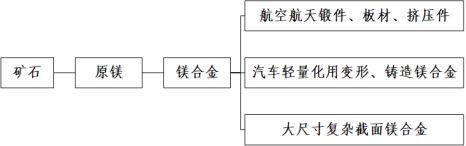 航空航天锻件、板材、挤压件
矿石
原镁
镁合金
汽车轻量化用变形、铸造镁合金
大尺寸复杂截面镁合金